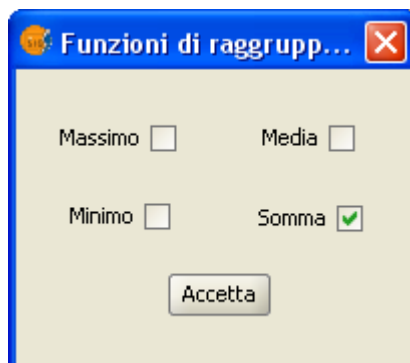 Funzioni di raggrupp...
Massimo Media
Minimo Somma
Accetta